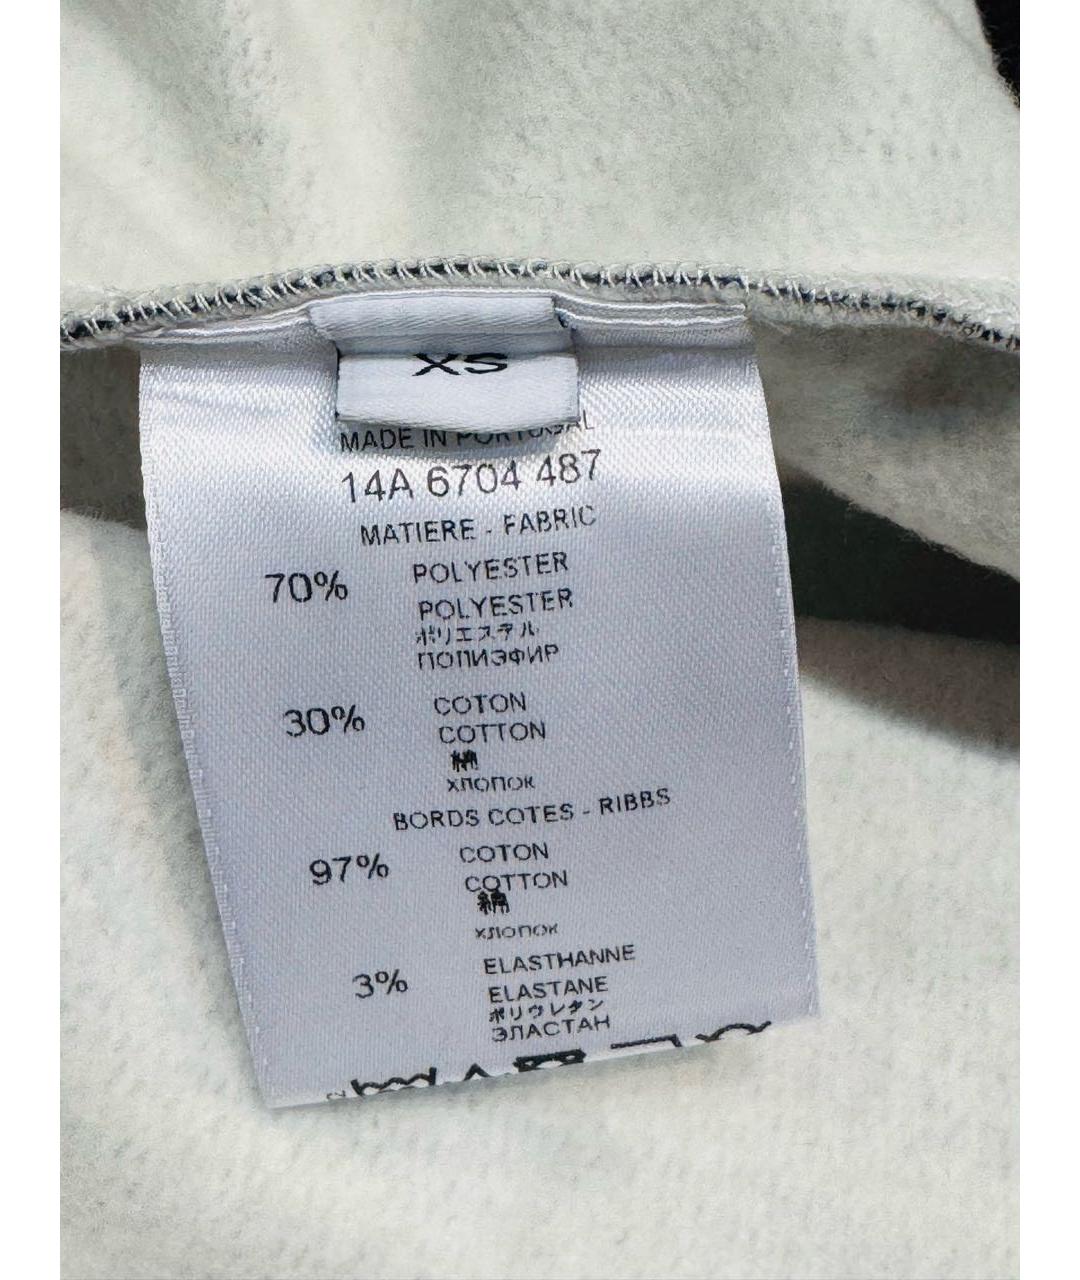 XS
MADE IN PORTUGAL
14A 6704 487
MATIERE - FABRIC
70% POLYESTER
POLYESTER
ポリエステル
ПОЛИЭФИР
30% COTON
COTTON
綿
ХЛОПОК
BORDS COTES - RIBBS
97% COTON
COTTON
綿
ХЛОПОК
3% ELASTHANNE
ELASTANE
ポリウレタン
ЭЛАСТАН